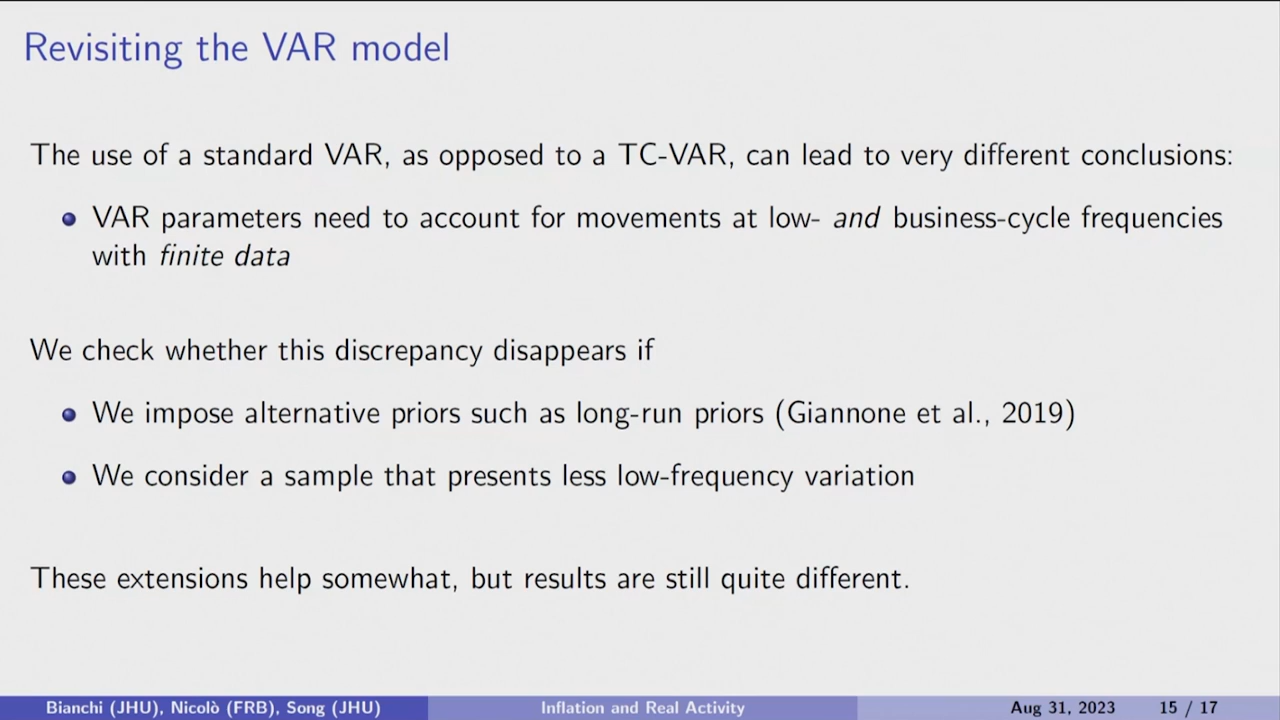 Revisiting the VAR model
The use of a standard VAR, as opposed to a TC-VAR, can lead to very different conclusions:
VAR parameters need to account for movements at low- and business-cycle frequencies
with finite data
We check whether this discrepancy disappears if
We impose alternative priors such as long-run priors (Giannone et al., 2019)
We consider a sample that presents less low-frequency variation
These extensions help somewhat, but results are still quite different.
Bianchi (JHU), Nicolò (FRB), Song (JHU) Inflation and Real Activity Aug 31, 2023 15 / 17